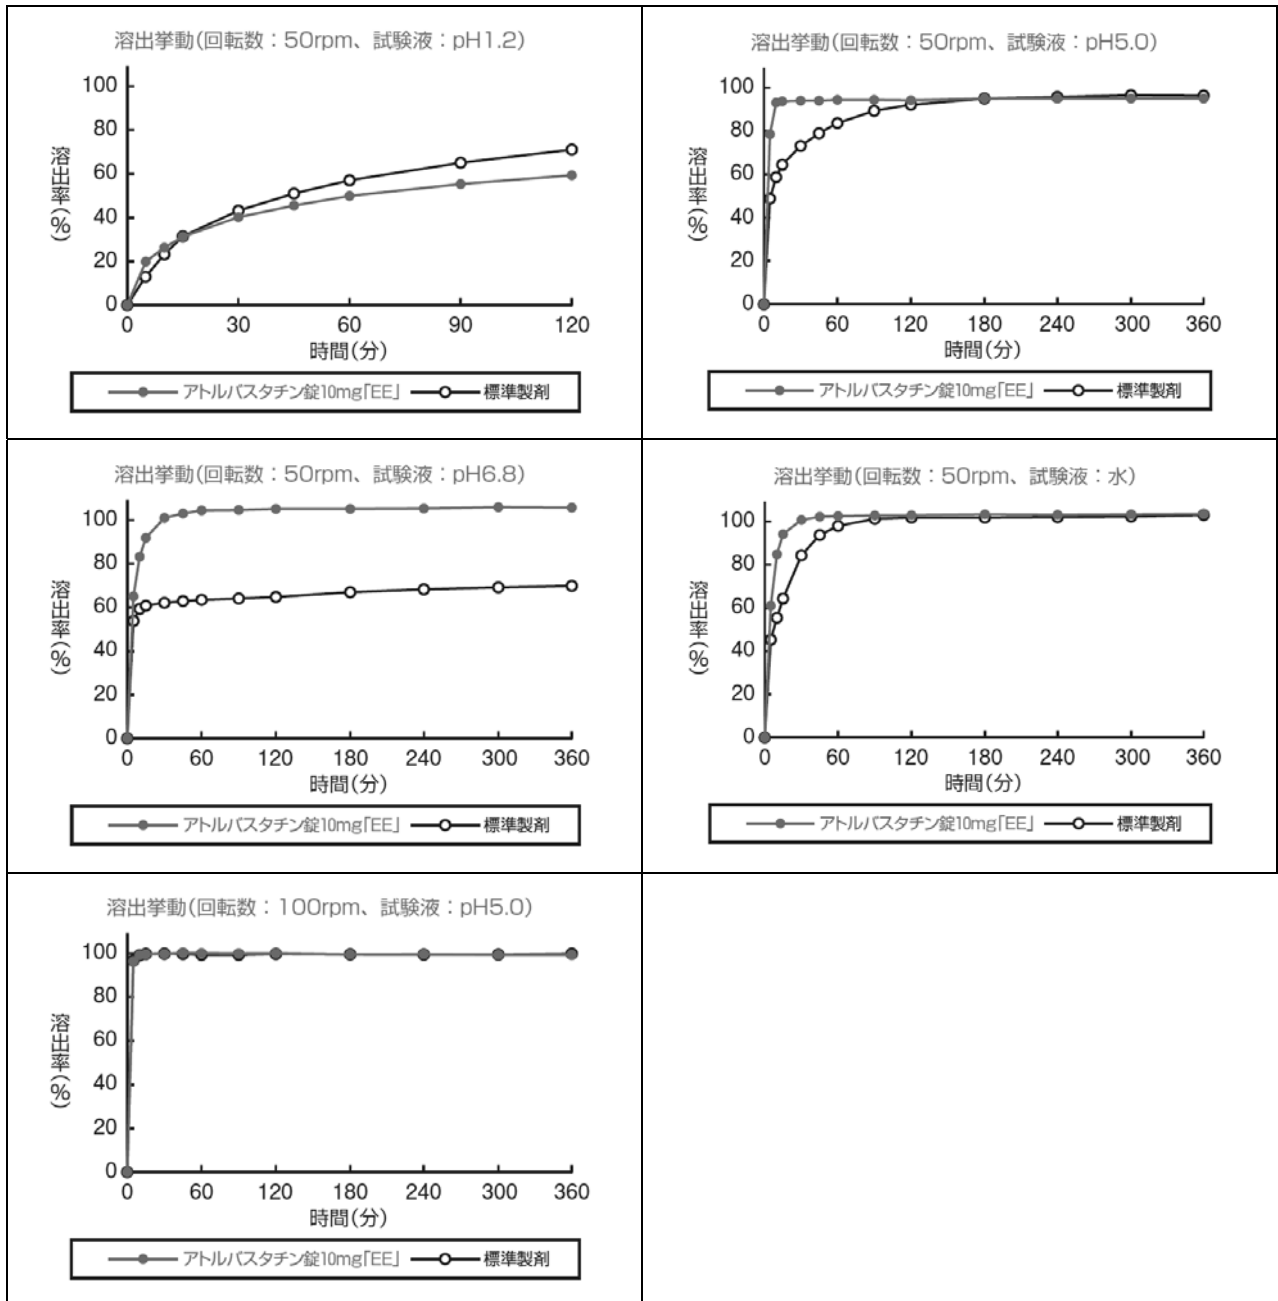 溶出挙動(回転数：50rpm、試験液：pH1.2)
溶出率(%)
100
80
60
40
20
0
0 30 60 90 120
時間(分)
アトルバスタチン錠10mg「EE」 標準製剤
溶出挙動(回転数：50rpm、試験液：pH5.0)
溶出率(%)
100
80
60
40
20
0
0 60 120 180 240 300 360
時間(分)
アトルバスタチン錠10mg「EE」 標準製剤
溶出挙動(回転数：50rpm、試験液：pH6.8)
溶出率(%)
100
80
60
40
20
0
0 60 120 180 240 300 360
時間(分)
アトルバスタチン錠10mg「EE」 標準製剤
溶出挙動(回転数：50rpm、試験液：水)
溶出率(%)
100
80
60
40
20
0
0 60 120 180 240 300 360
時間(分)
アトルバスタチン錠10mg「EE」 標準製剤
溶出挙動(回転数：100rpm、試験液：pH5.0)
溶出率(%)
100
80
60
40
20
0
0 60 120 180 240 300 360
時間(分)
アトルバスタチン錠10mg「EE」 標準製剤